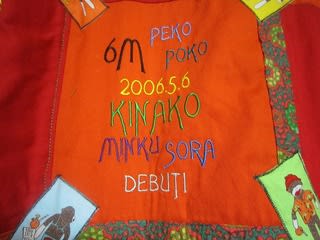 PEKO
6M POKO
2006.5.6
KINAKO
MINKU SORA
DEBUTI